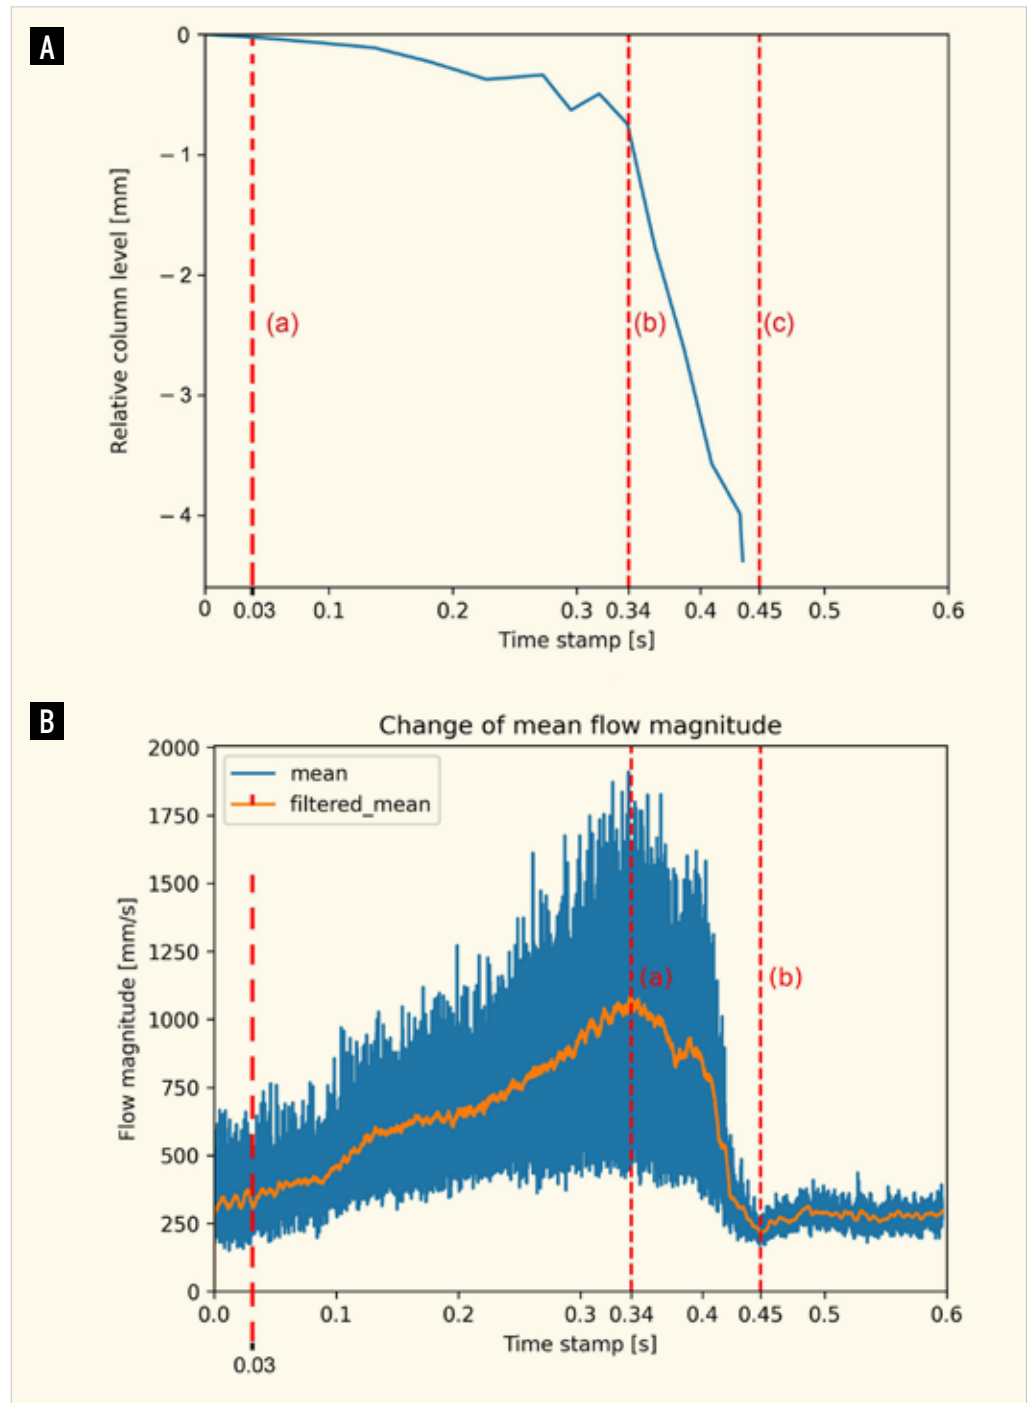 A
0
− 1
− 2
− 3
− 4
Relative column level [mm]
(a)
(b)
(c)
0 0.03 0.1 0.2 0.3 0.34 0.4 0.45 0.5 0.6
Time stamp [s]
B
Change of mean flow magnitude
mean
filtered_mean
2000
1750
1500
1250
1000
750
500
250
0
Flow magnitude [mm/s]
(a)
(b)
0.0 0.1 0.2 0.3 0.34 0.4 0.45 0.5 0.6
Time stamp [s]
0.03